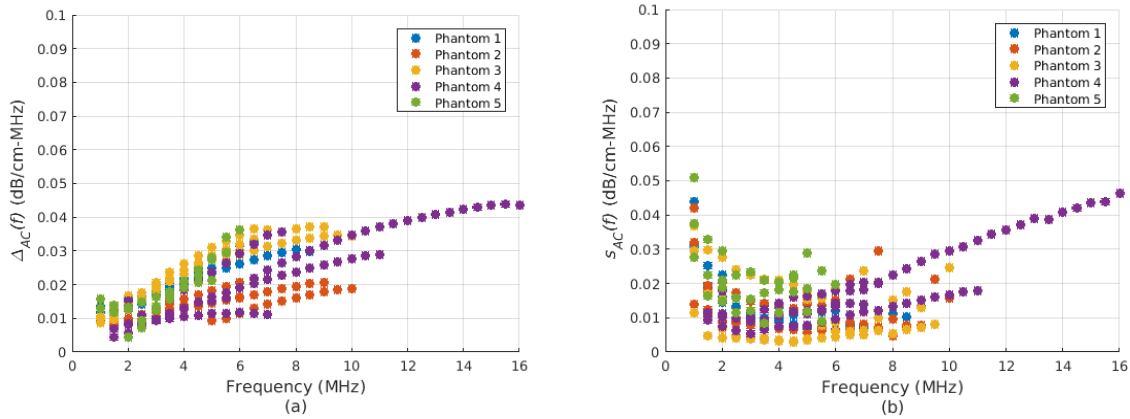 0.1
0.09
0.08
0.07
0.06
0.05
0.04
0.03
0.02
0.01
0
Δ_AC(f) (dB/cm-MHz)
Phantom 1
Phantom 2
Phantom 3
Phantom 4
Phantom 5
0 2 4 6 8 10 12 14 16
Frequency (MHz)
(a)
0.1
0.09
0.08
0.07
0.06
0.05
0.04
0.03
0.02
0.01
0
s_AC(f) (dB/cm-MHz)
Phantom 1
Phantom 2
Phantom 3
Phantom 4
Phantom 5
0 2 4 6 8 10 12 14 16
Frequency (MHz)
(b)